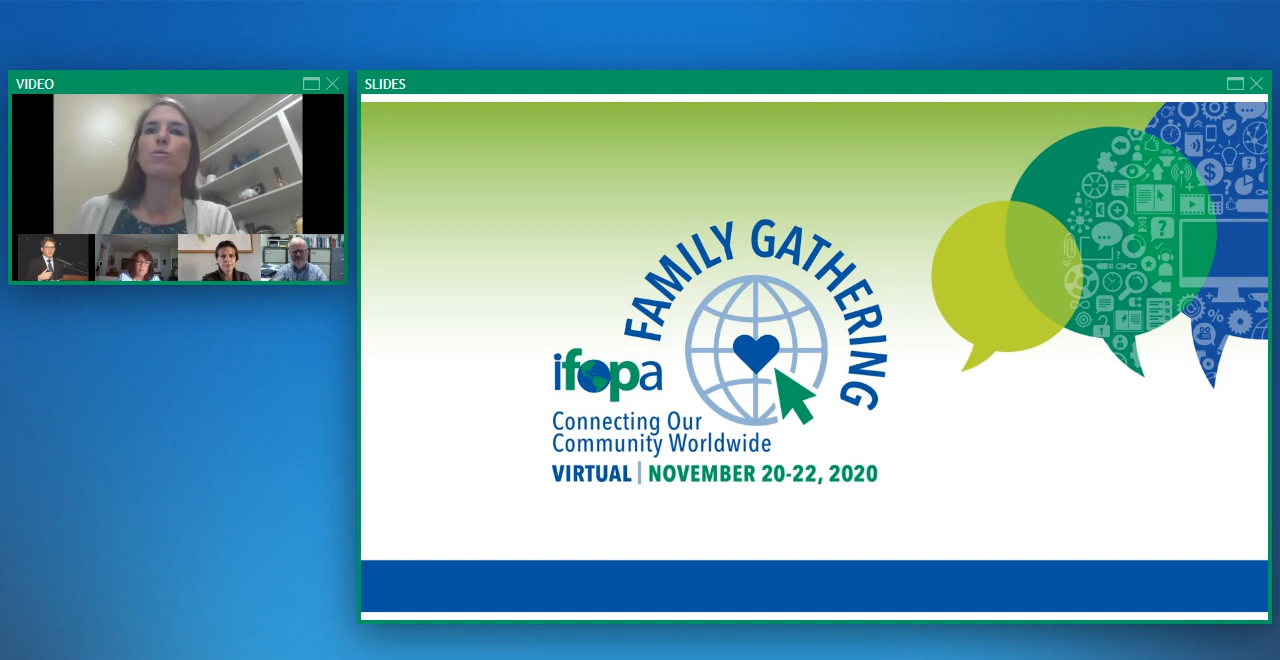 VIDEO
SLIDES
FAMILY GATHERING
ifopa
Connecting Our
Community Worldwide
VIRTUAL | NOVEMBER 20-22, 2020